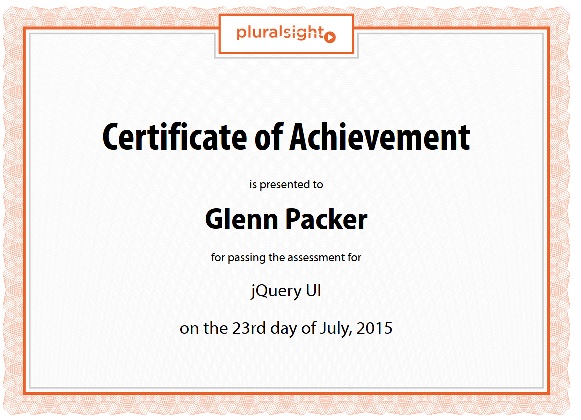 pluralsight
Certificate of Achievement
is presented to
Glenn Packer
for passing the assessment for
jQuery UI
on the 23rd day of July, 2015